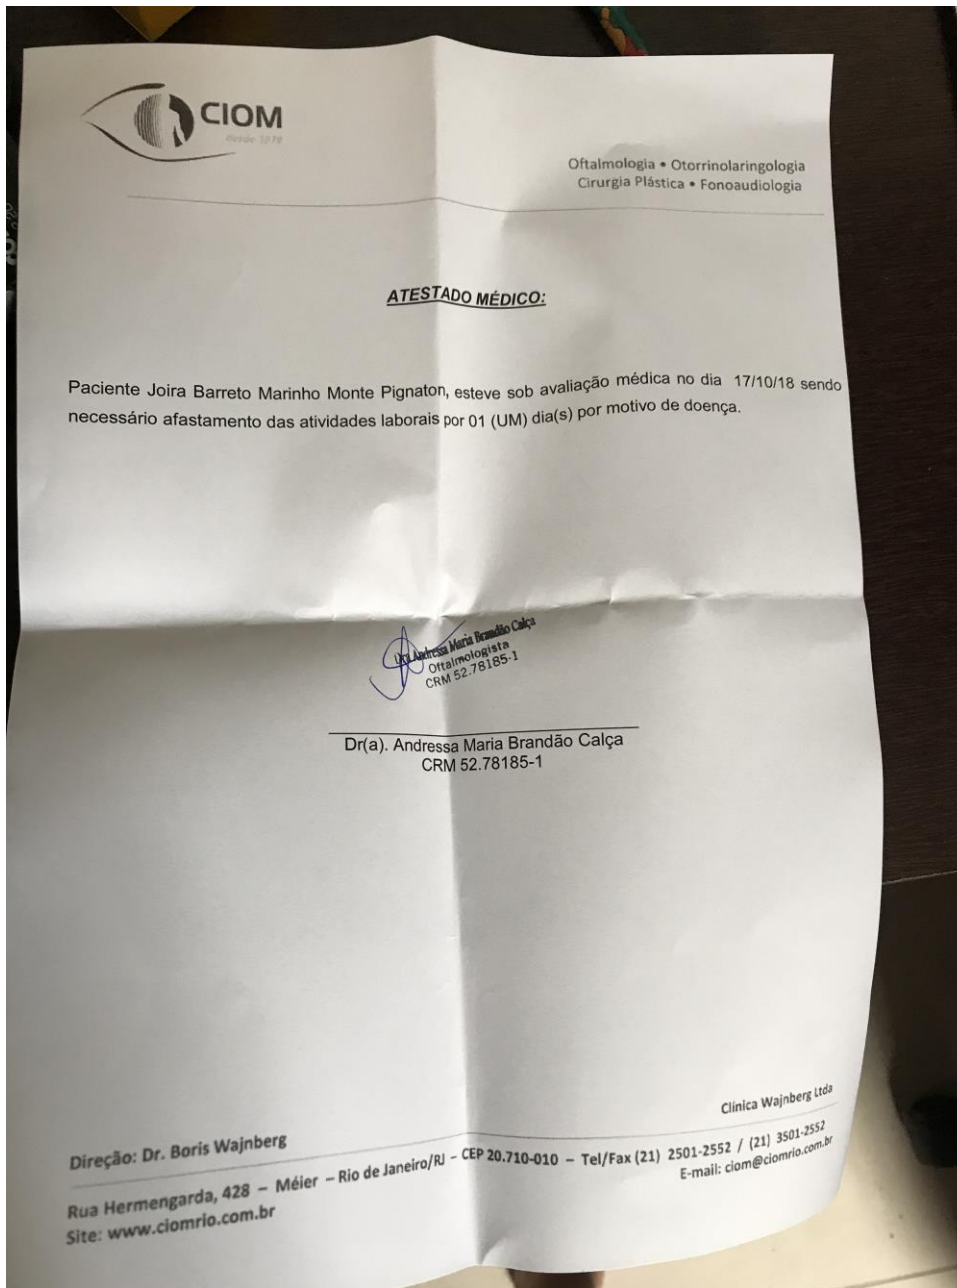 CIOM
desde 1979
Oftalmologia • Otorrinolaringologia
Cirurgia Plástica • Fonoaudiologia
ATESTADO MÉDICO:
Paciente Joira Barreto Marinho Monte Pignaton, esteve sob avaliação médica no dia 17/10/18 sendo
necessário afastamento das atividades laborais por 01 (UM) dia(s) por motivo de doença.
Dra Andressa Maria Brandão Calça
Oftalmologista
CRM 52.78185-1
Dr(a). Andressa Maria Brandão Calça
CRM 52.78185-1
Clínica Wajnberg Ltda
Direção: Dr. Boris Wajnberg
Rua Hermengarda, 428 – Méier – Rio de Janeiro/RJ – CEP 20.710-010 – Tel/Fax (21) 2501-2552 / (21) 3501-2552
Site: www.ciomrio.com.br
E-mail: ciom@ciomrio.com.br